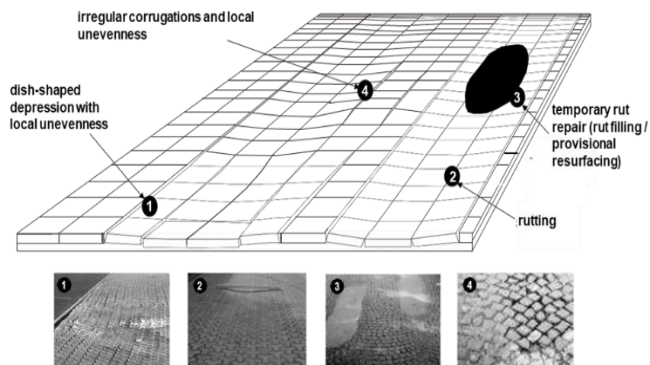 irregular corrugations and local
unevenness
dish-shaped
depression with
local unevenness
4
3
temporary rut
repair (rut filling /
provisional
resurfacing)
2
1
rutting
1
2
3
4